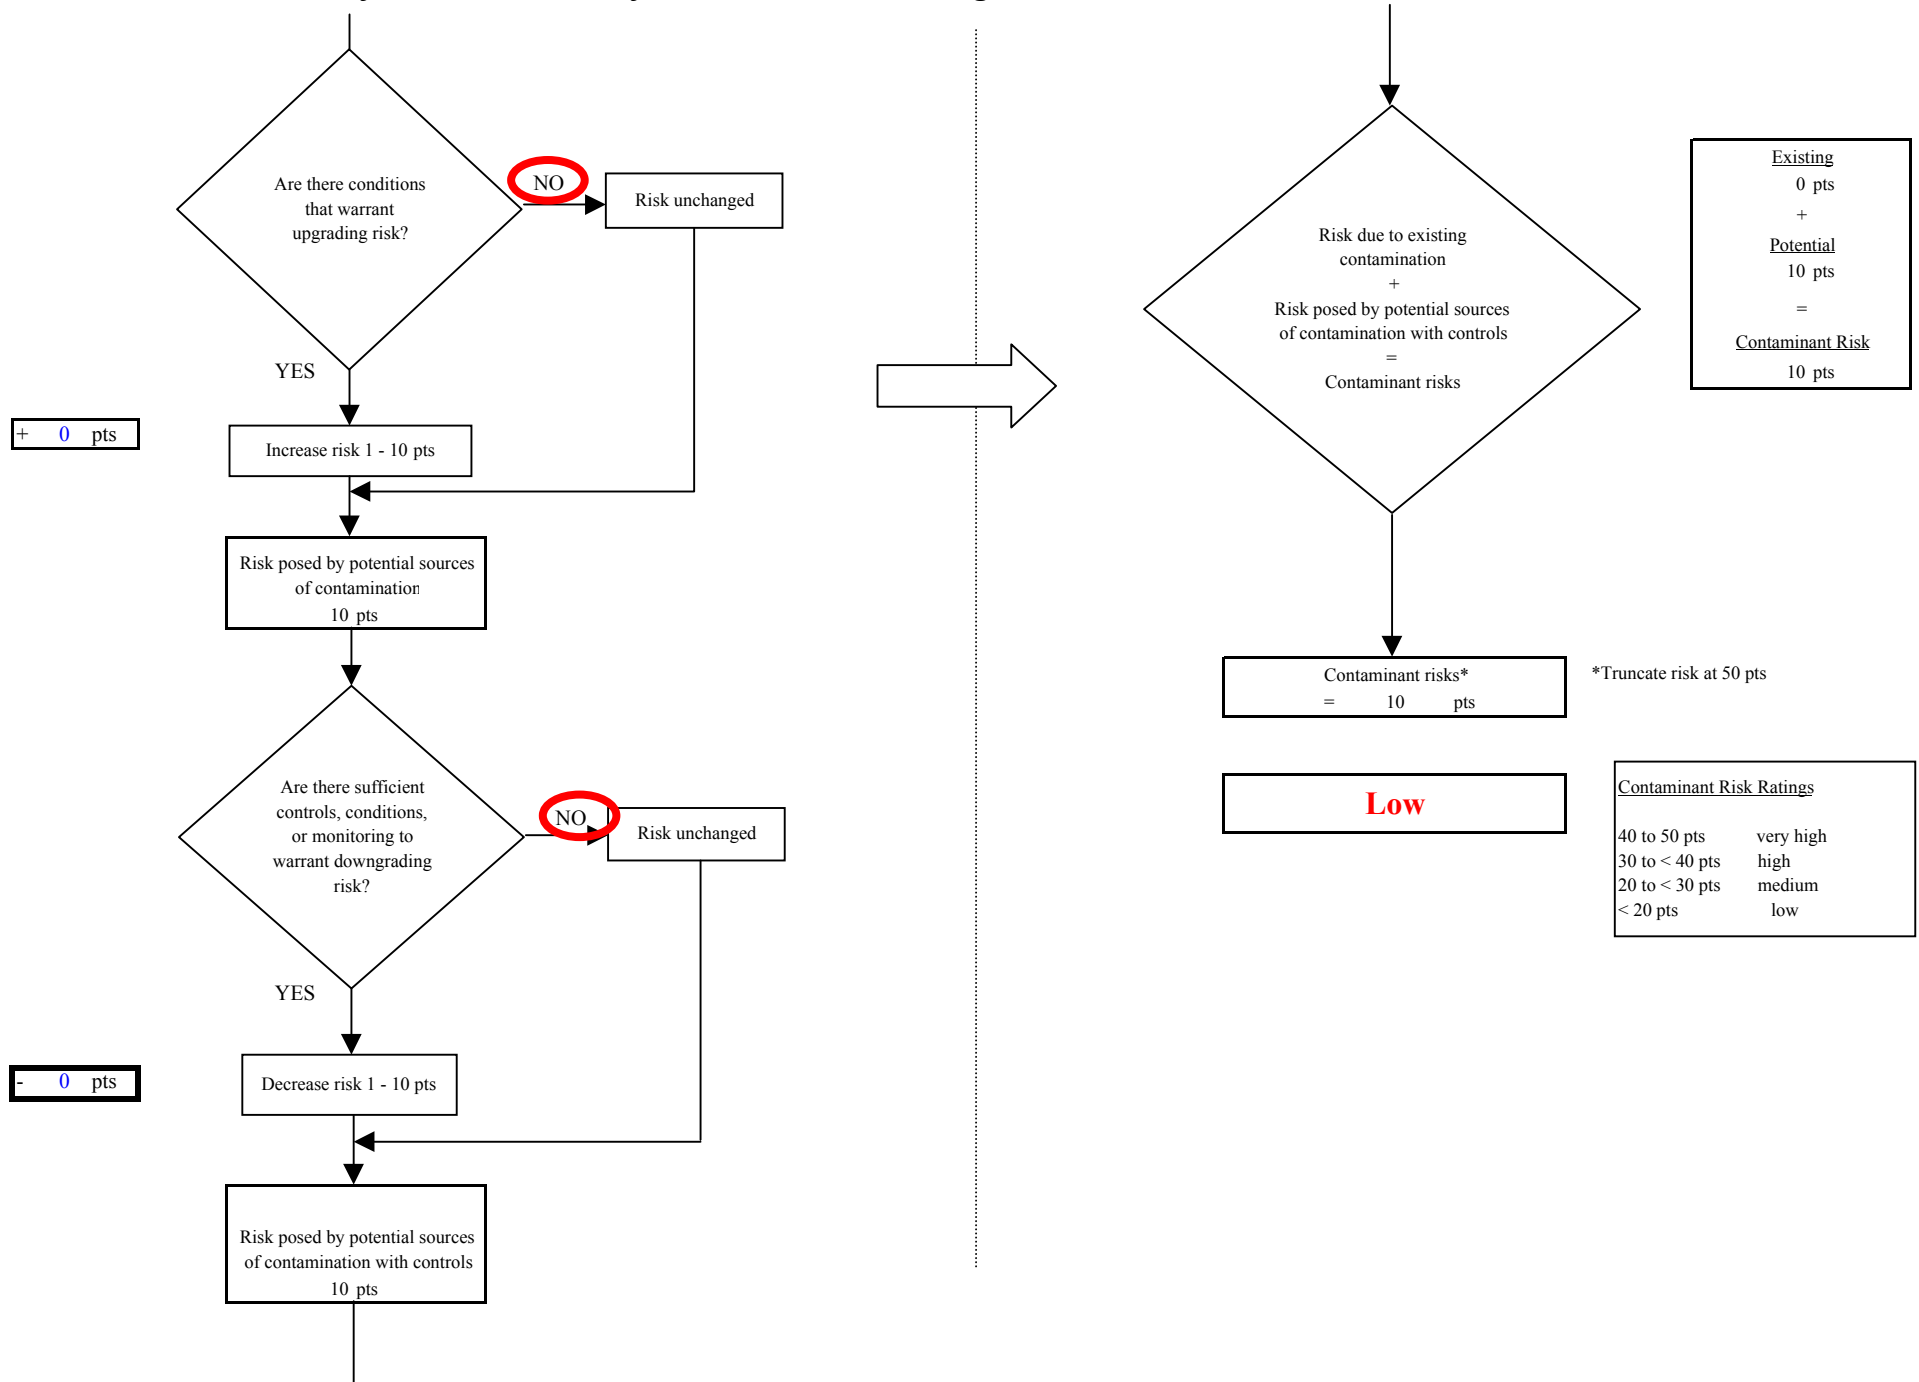 Are there conditions
that warrant
upgrading risk?
NO
Risk unchanged
YES
+ 0 pts
Increase risk 1 - 10 pts
Risk posed by potential sources
of contamination
10 pts
Are there sufficient
controls, conditions,
or monitoring to
warrant downgrading
risk?
NO
Risk unchanged
YES
- 0 pts
Decrease risk 1 - 10 pts
Risk posed by potential sources
of contamination with controls
10 pts
Risk due to existing
contamination
+
Risk posed by potential sources
of contamination with controls
=
Contaminant risks
Existing
0 pts
+
Potential
10 pts
=
Contaminant Risk
10 pts
Contaminant risks*
= 10 pts
*Truncate risk at 50 pts
Low
Contaminant Risk Ratings
40 to 50 pts very high
30 to < 40 pts high
20 to < 30 pts medium
< 20 pts low